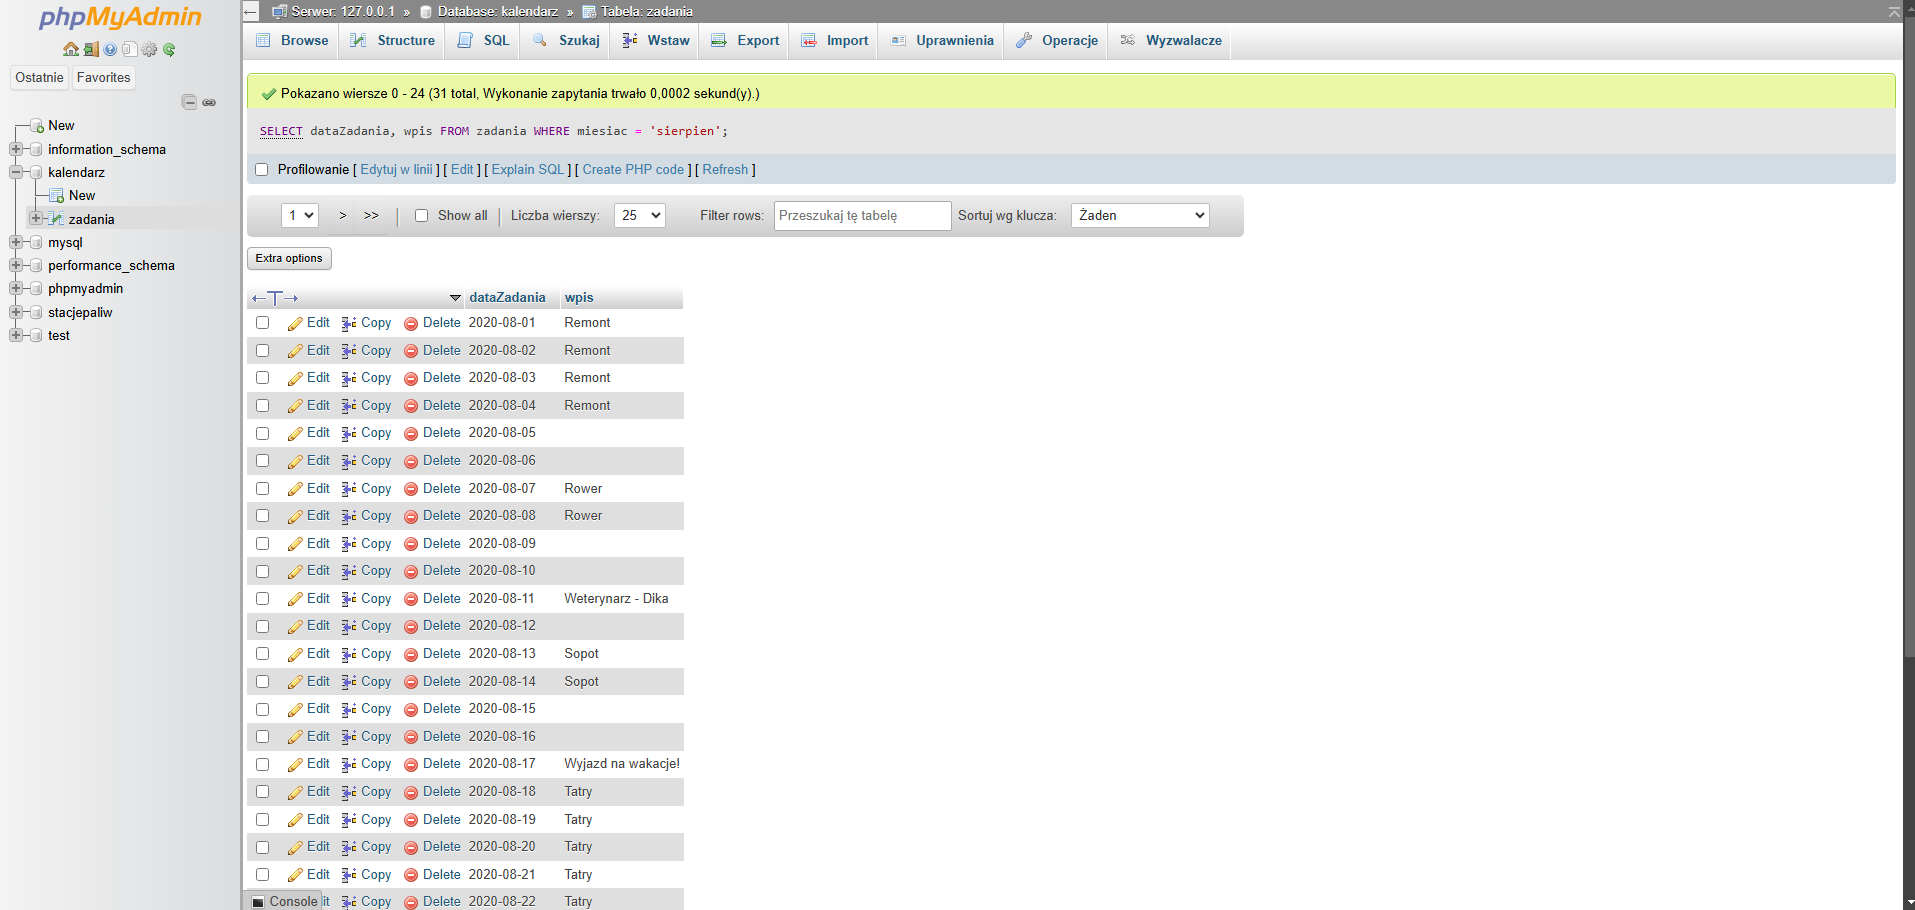 phpMyAdmin
Ostatnie Favorites
New
information_schema
kalendarz
New
zadania
mysql
performance_schema
phpmyadmin
stacjepaliw
test
Serwer: 127.0.0.1 » Database: kalendarz » Tabela: zadania
Browse Structure SQL Szukaj Wstaw Export Import Uprawnienia Operacje Wyzwalacze
Pokazano wiersze 0 - 24 (31 total, Wykonanie zapytania trwało 0,0002 sekund(y).)
SELECT dataZadania, wpis FROM zadania WHERE miesiac = 'sierpien';
Profilowanie [ Edytuj w linii ] [ Edit ] [ Explain SQL ] [ Create PHP code ] [ Refresh ]
1 > >> Show all Liczba wierszy: 25 Filter rows: Przeszukaj tę tabelę Sortuj wg klucza: Żaden
Extra options
←T→ dataZadania wpis
Edit Copy Delete 2020-08-01 Remont
Edit Copy Delete 2020-08-02 Remont
Edit Copy Delete 2020-08-03 Remont
Edit Copy Delete 2020-08-04 Remont
Edit Copy Delete 2020-08-05
Edit Copy Delete 2020-08-06
Edit Copy Delete 2020-08-07 Rower
Edit Copy Delete 2020-08-08 Rower
Edit Copy Delete 2020-08-09
Edit Copy Delete 2020-08-10
Edit Copy Delete 2020-08-11 Weterynarz - Dika
Edit Copy Delete 2020-08-12
Edit Copy Delete 2020-08-13 Sopot
Edit Copy Delete 2020-08-14 Sopot
Edit Copy Delete 2020-08-15
Edit Copy Delete 2020-08-16
Edit Copy Delete 2020-08-17 Wyjazd na wakacje!
Edit Copy Delete 2020-08-18 Tatry
Edit Copy Delete 2020-08-19 Tatry
Edit Copy Delete 2020-08-20 Tatry
Edit Copy Delete 2020-08-21 Tatry
Console it Copy Delete 2020-08-22 Tatry